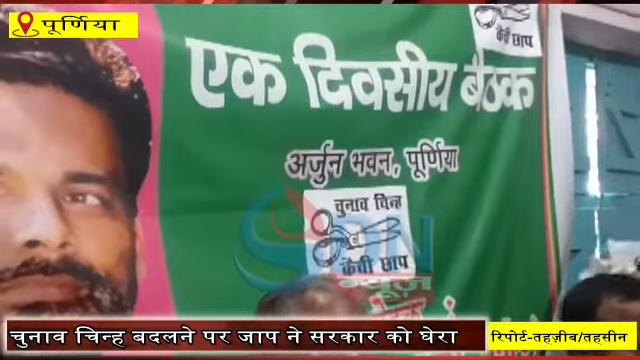 पूर्णिया
कैंची छाप
एक दिवसीय बैठक
अर्जुन भवन, पूर्णिया
चुनाव चिन्ह
कैंची छाप
न्यूज़
चुनाव चिन्ह बदलने पर जाप ने सरकार को घेरा
रिपोर्ट-तहज़ीब/तहसीन